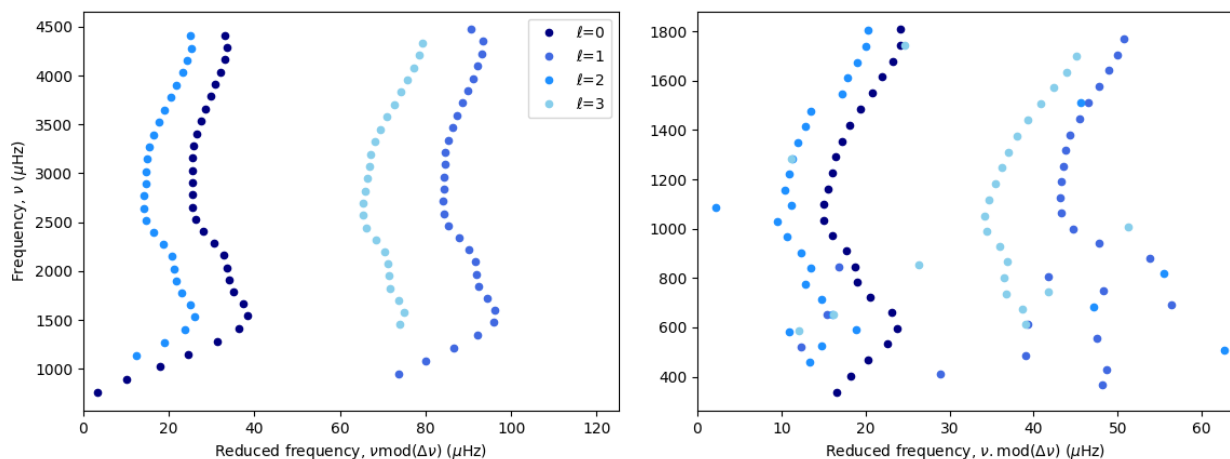 4500
4000
3500
3000
2500
2000
1500
1000
Frequency, ν (μHz)
ℓ=0
ℓ=1
ℓ=2
ℓ=3
0 20 40 60 80 100 120
Reduced frequency, νmod(Δν) (μHz)
1800
1600
1400
1200
1000
800
600
400
0 10 20 30 40 50 60
Reduced frequency, ν. mod(Δν) (μHz)